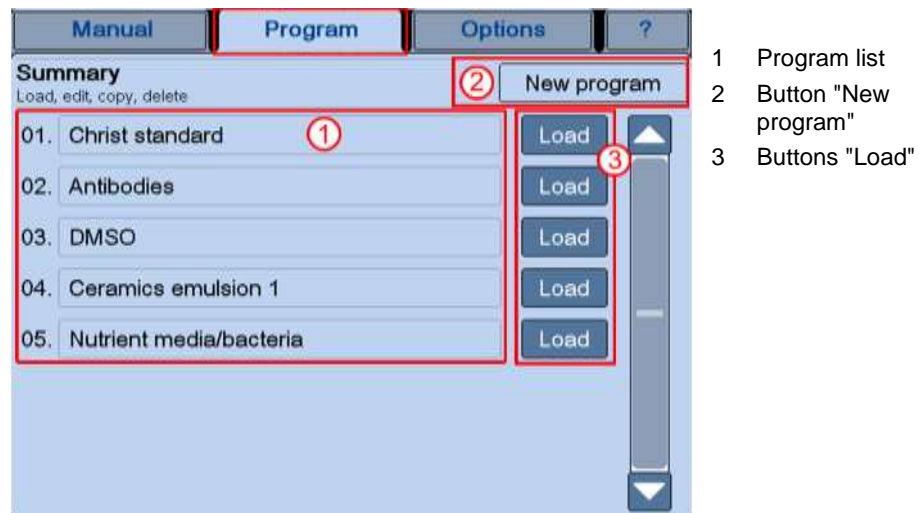 Manual Program Options ?
Summary
Load, edit, copy, delete
2 New program
01. Christ standard 1 Load
3
02. Antibodies Load
03. DMSO Load
04. Ceramics emulsion 1 Load
05. Nutrient media/bacteria Load
1 Program list
2 Button "New
program"
3 Buttons "Load"